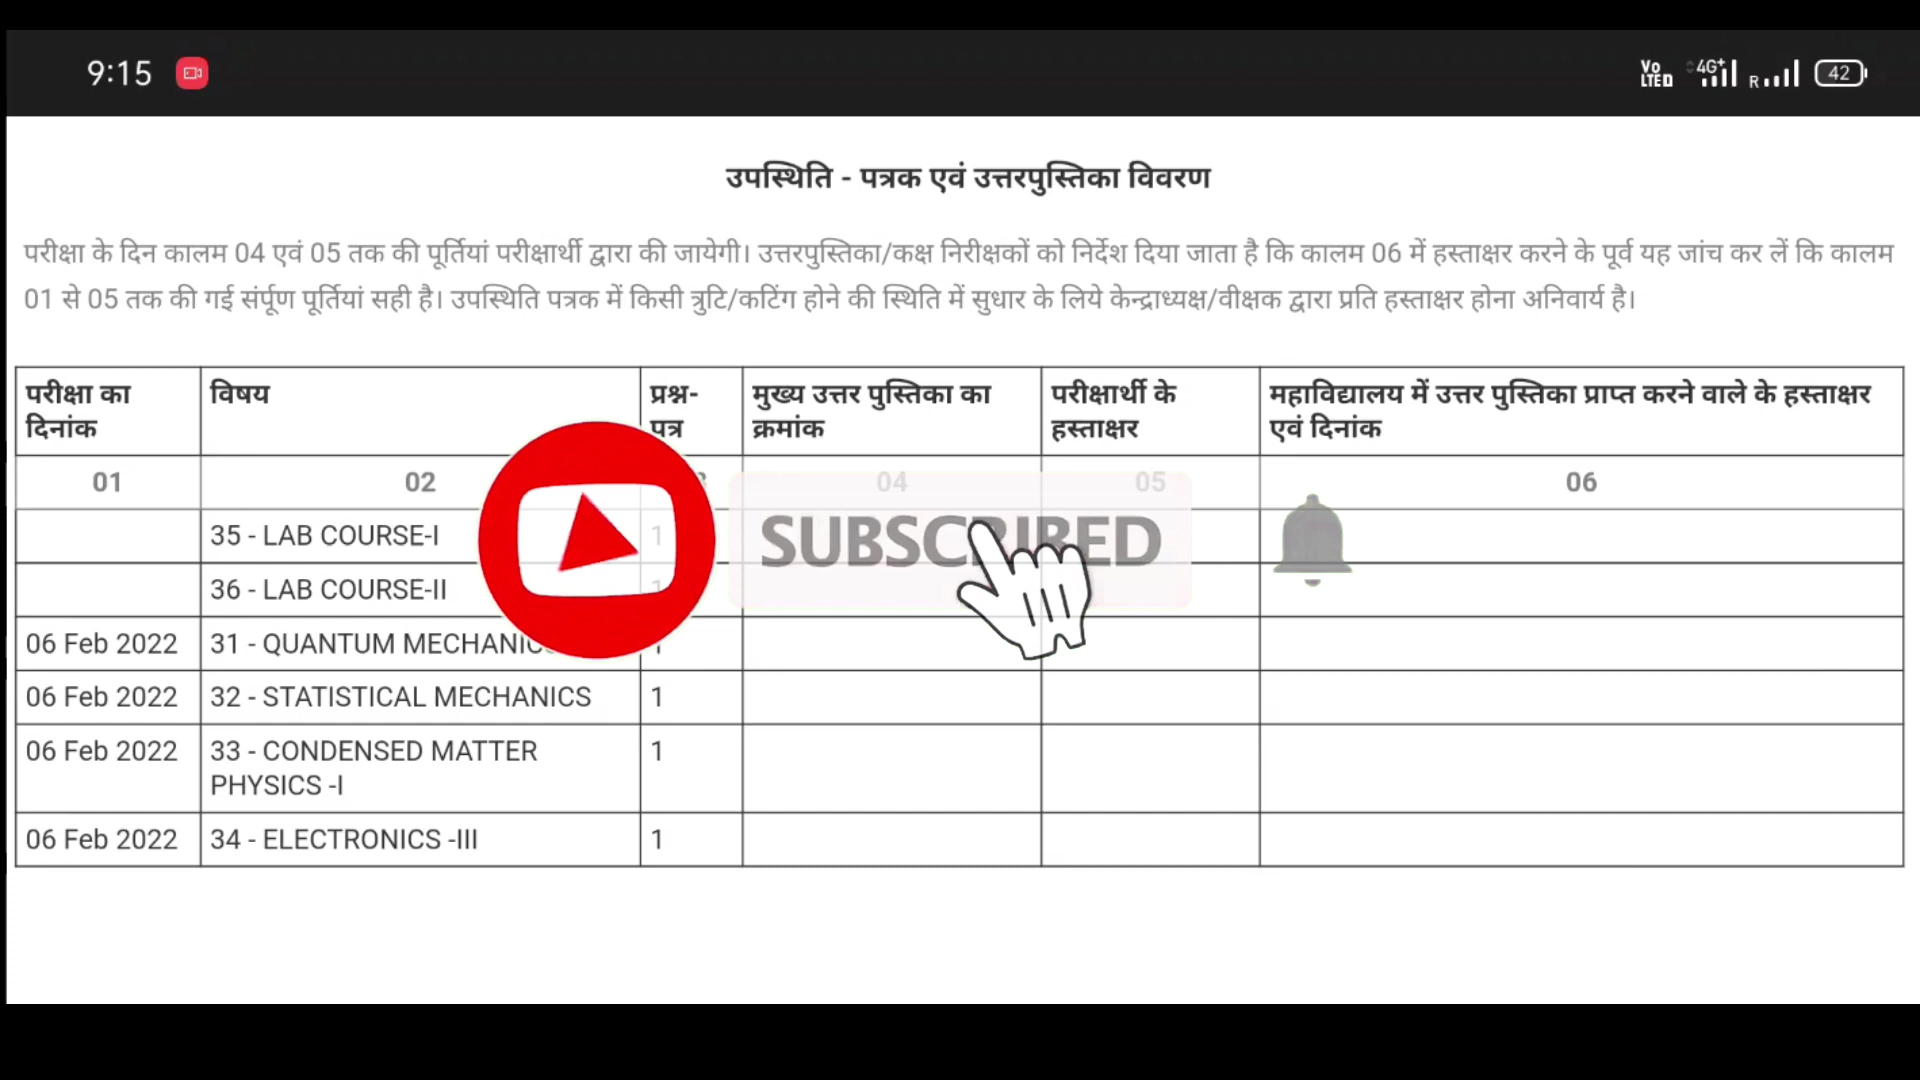 9:15
Vo LTED 4G+ R 42
उपस्थिति - पत्रक एवं उत्तरपुस्तिका विवरण
परीक्षा के दिन कालम 04 एवं 05 तक की पूर्तियां परीक्षार्थी द्वारा की जायेगी। उत्तरपुस्तिका/कक्ष निरीक्षकों को निर्देश दिया जाता है कि कालम 06 में हस्ताक्षर करने के पूर्व यह जांच कर लें कि कालम
01 से 05 तक की गई संर्पूण पूर्तियां सही है। उपस्थिति पत्रक में किसी त्रुटि/कटिंग होने की स्थिति में सुधार के लिये केन्द्राध्यक्ष/वीक्षक द्वारा प्रति हस्ताक्षर होना अनिवार्य है।
परीक्षा का दिनांक विषय प्रश्न-पत्र मुख्य उत्तर पुस्तिका का क्रमांक परीक्षार्थी के हस्ताक्षर महाविद्यालय में उत्तर पुस्तिका प्राप्त करने वाले के हस्ताक्षर एवं दिनांक
01 02 04 05 06
35 - LAB COURSE-I 1
SUBSCRIBED
36 - LAB COURSE-II
06 Feb 2022 31 - QUANTUM
06 Feb 2022 32 - STATISTICAL MECHANICS 1
06 Feb 2022 33 - CONDENSED MATTER 1
PHYSICS -I
06 Feb 2022 34 - ELECTRONICS -III 1